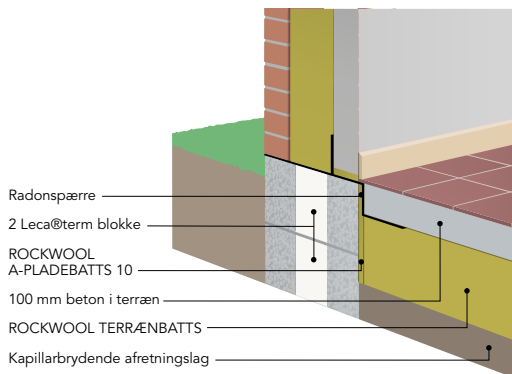 Radonspærre
2 Leca®term blokke
ROCKWOOL
A-PLADEBATTS 10
100 mm beton i terræn
ROCKWOOL TERRÆNBATTS
Kapillarbrydende afretningslag